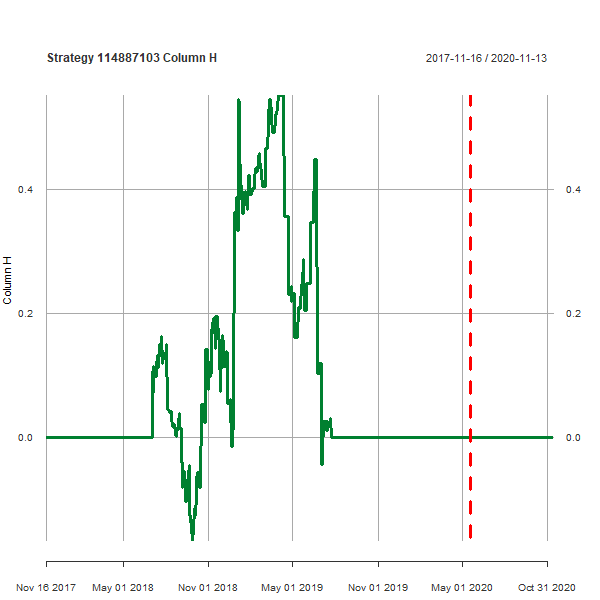 Strategy 114887103 Column H 2017-11-16 / 2020-11-13
0.4 0.4
Column H
0.2 0.2
0.0 0.0
Nov 16 2017 May 01 2018 Nov 01 2018 May 01 2019 Nov 01 2019 May 01 2020 Oct 31 2020